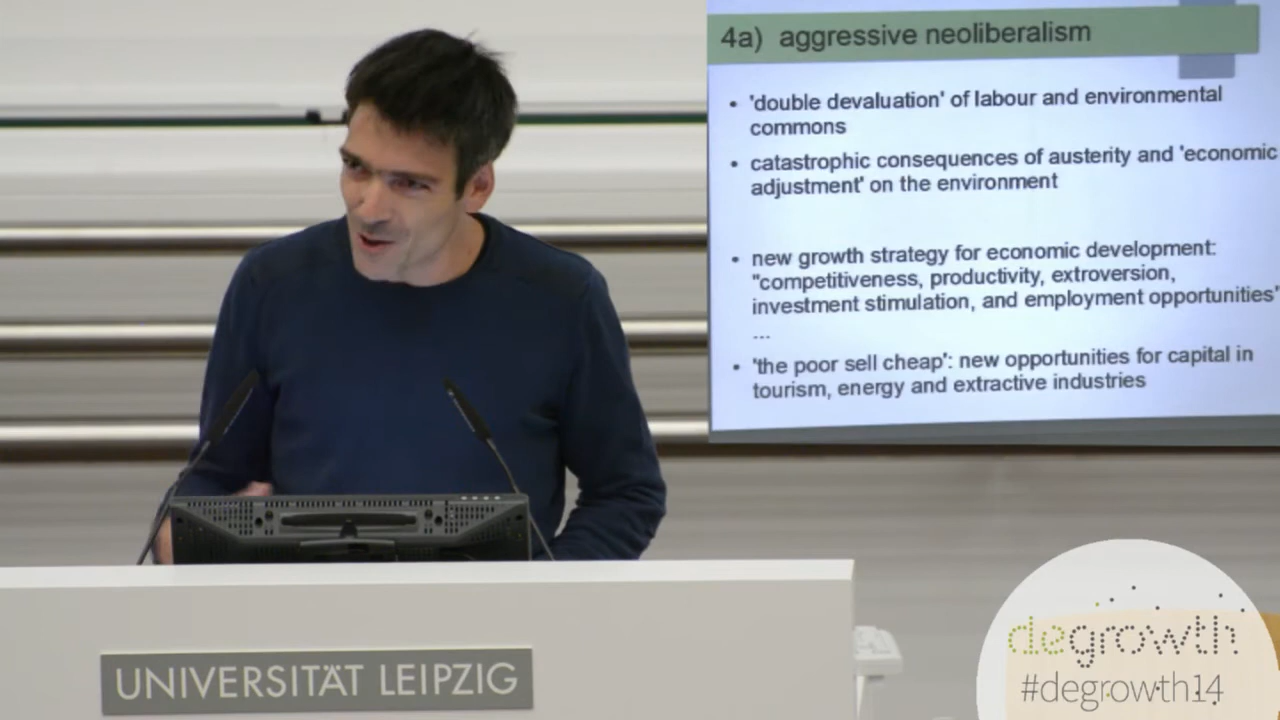 4a) aggressive neoliberalism
• 'double devaluation' of labour and environmental
commons
• catastrophic consequences of austerity and 'economic
adjustment' on the environment
• new growth strategy for economic development:
"competitiveness, productivity, extroversion,
investment stimulation, and employment opportunities"
...
• 'the poor sell cheap': new opportunities for capital in
tourism, energy and extractive industries
UNIVERSITÄT LEIPZIG
degrowth
#degrowth14